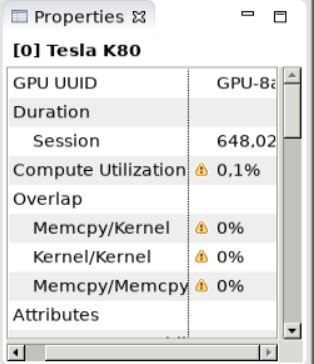 Properties
[0] Tesla K80
GPU UUID GPU-8a
Duration
Session 648,02
Compute Utilization 0,1%
Overlap
Memcpy/Kernel 0%
Kernel/Kernel 0%
Memcpy/Memcpy 0%
Attributes